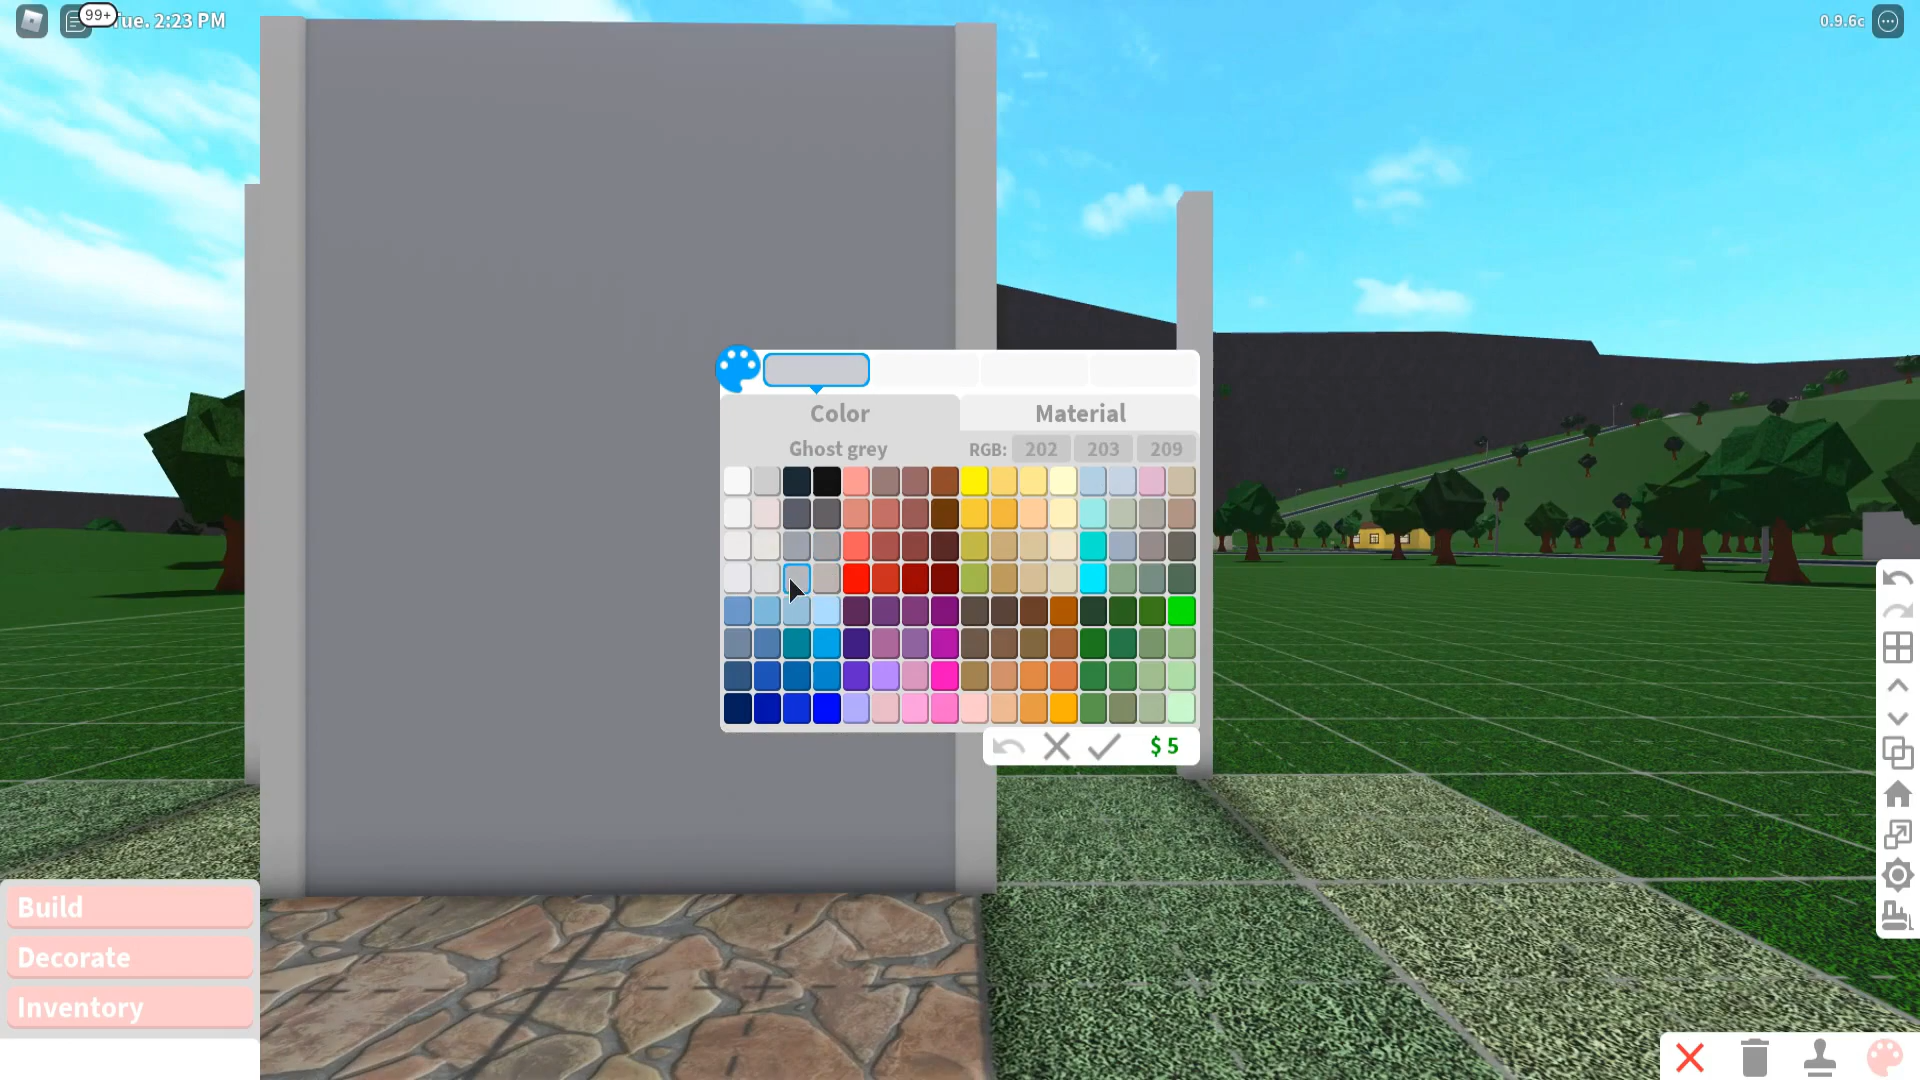 99+
Tue. 2:23 PM
0.9.6c
Color
Material
Ghost grey
RGB: 202 203 209
$ 5
Build
Decorate
Inventory